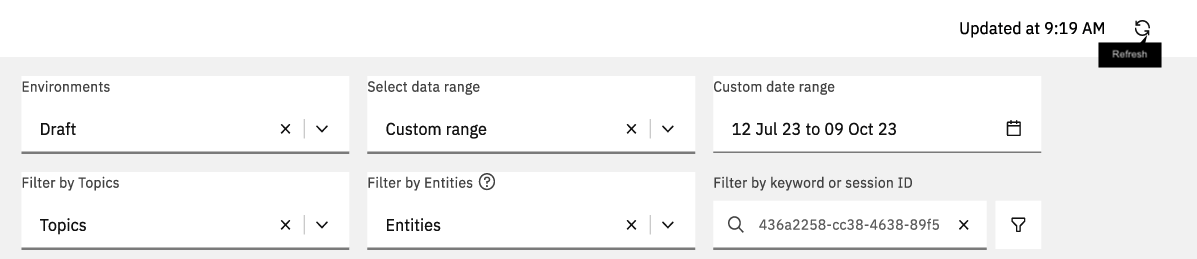 Updated at 9:19 AM
Refresh
Environments
Select data range
Custom date range
Draft
Custom range
12 Jul 23 to 09 Oct 23
Filter by Topics
Filter by Entities ?
Filter by keyword or session ID
Topics
Entities
436a2258-cc38-4638-89f5